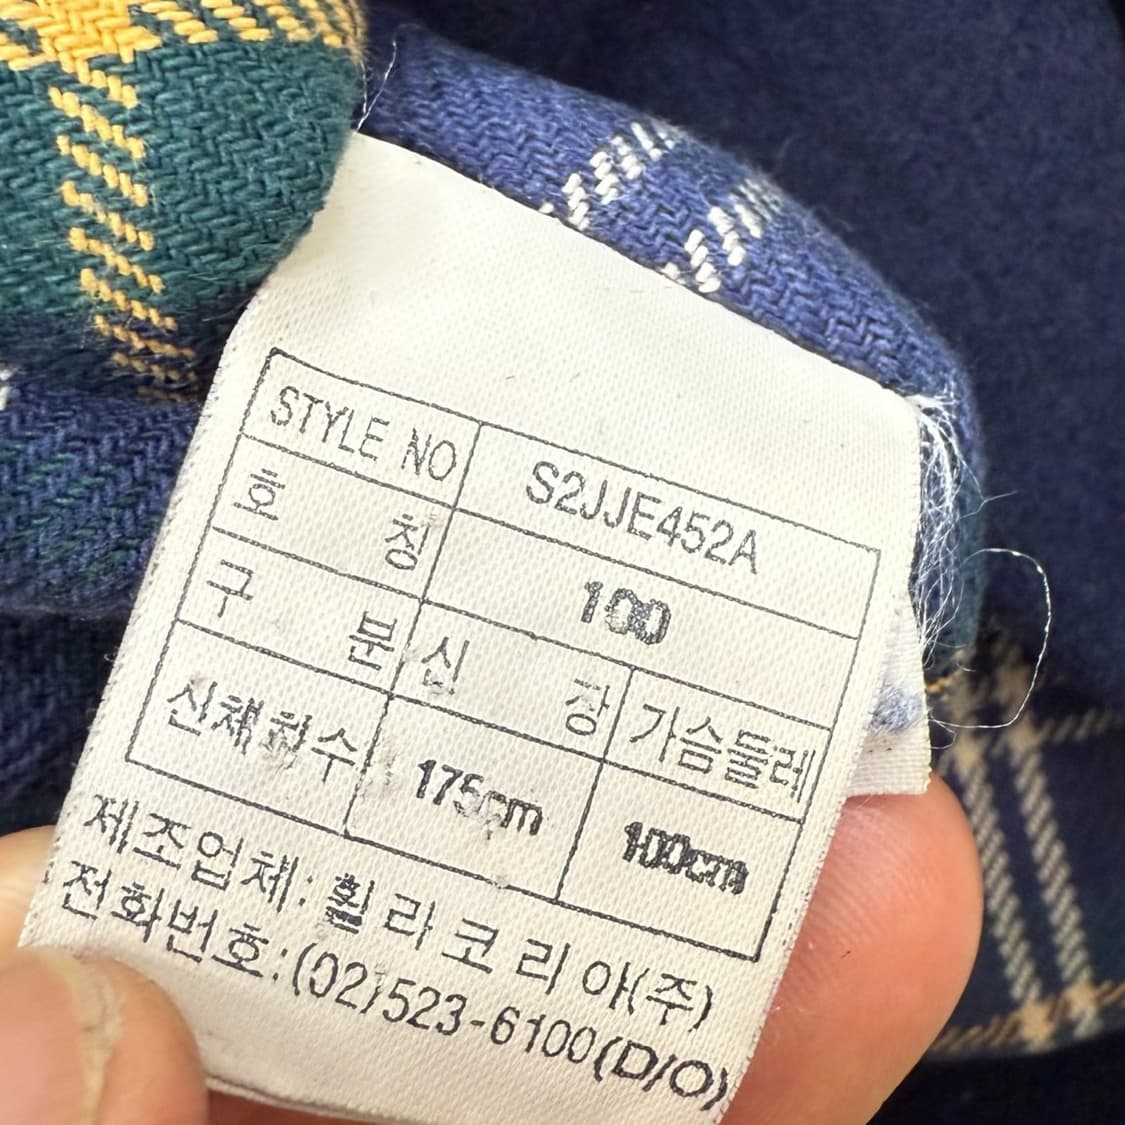 STYLE NO S2JJE452A
호 칭 100
구 분 신 장 가슴둘레
신체치수 175cm 100cm
제조업체: 휠라코리아(주)
전화번호:(02)523-6100(D/O)